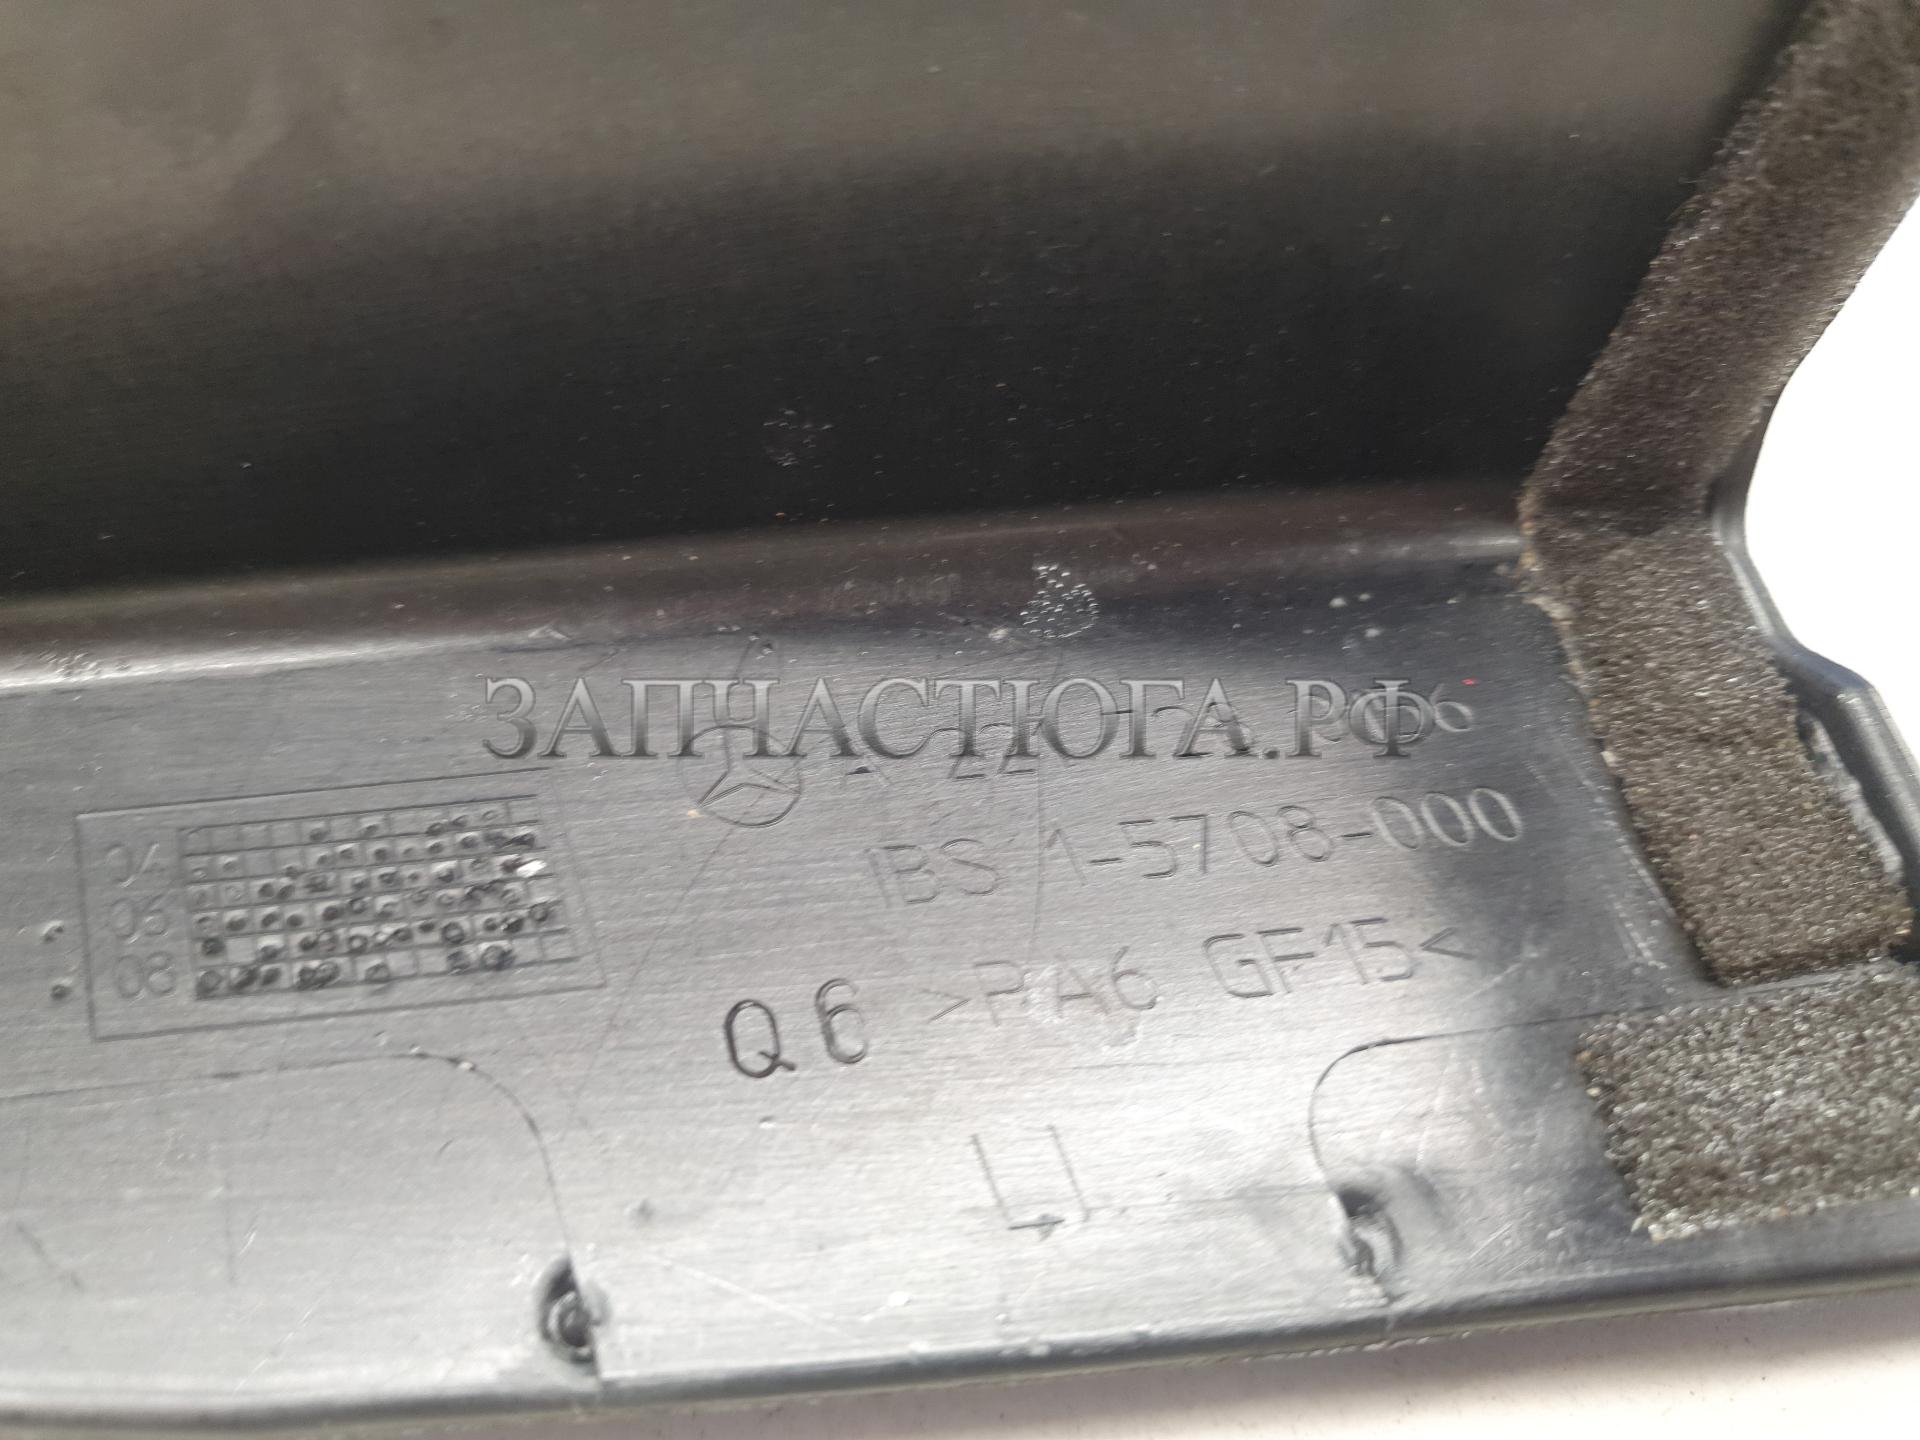 ЗАПЧАСТЮГА.РФ
IBS 1-5708-000
04
06
08
Q6 >PA6 GF15<